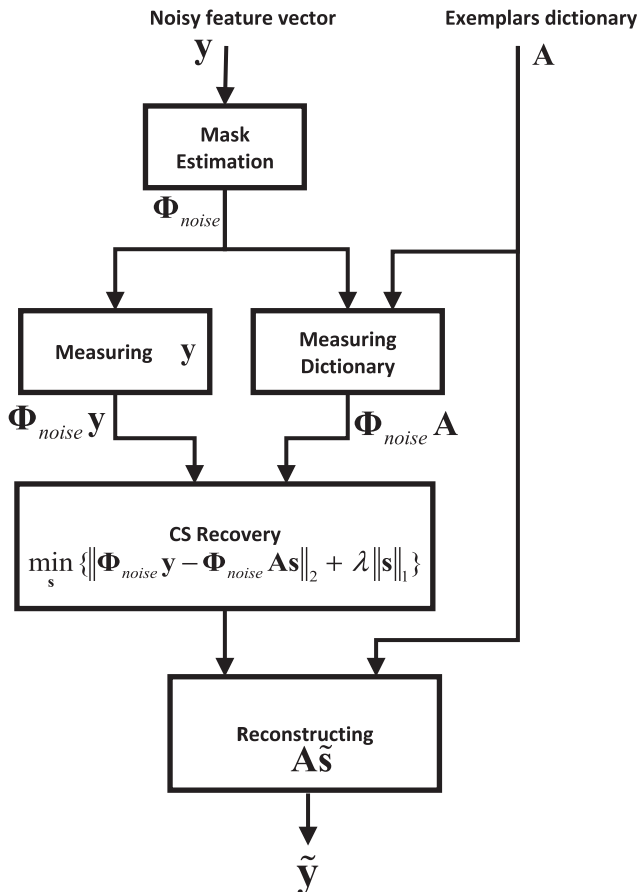 Noisy feature vector
Exemplars dictionary
y
A
Mask
Estimation
Φ_noise
Measuring y
Measuring
Dictionary
Φ_noise y
Φ_noise A
CS Recovery
min_s {‖Φ_noise y − Φ_noise As‖_2 + λ‖s‖_1}
Reconstructing
As̃
ỹ